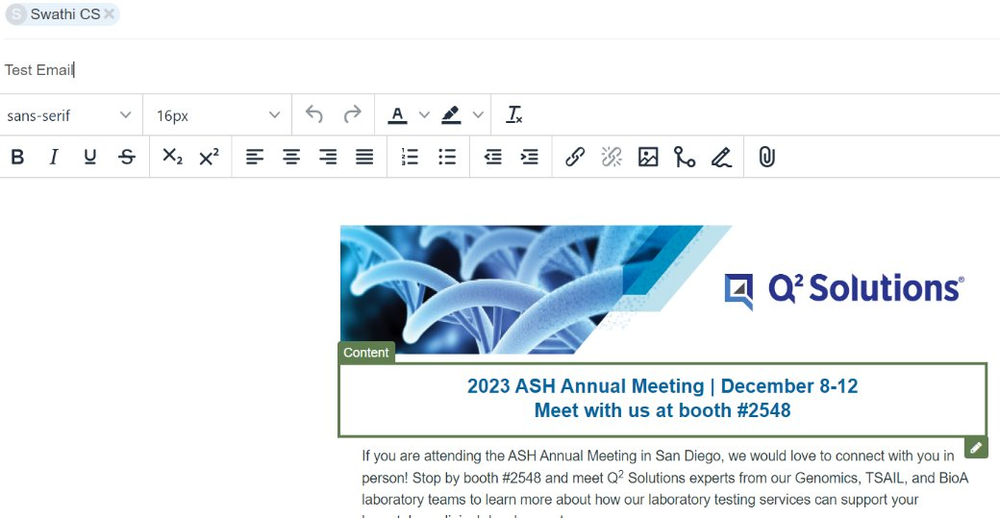 S Swathi CS ×
Test Email
sans-serif 16px A Tx
B I U S X₂ X²
Q² Solutions®
Content
2023 ASH Annual Meeting | December 8-12
Meet with us at booth #2548
If you are attending the ASH Annual Meeting in San Diego, we would love to connect with you in
person! Stop by booth #2548 and meet Q² Solutions experts from our Genomics, TSAIL, and BioA
laboratory teams to learn more about how our laboratory testing services can support your